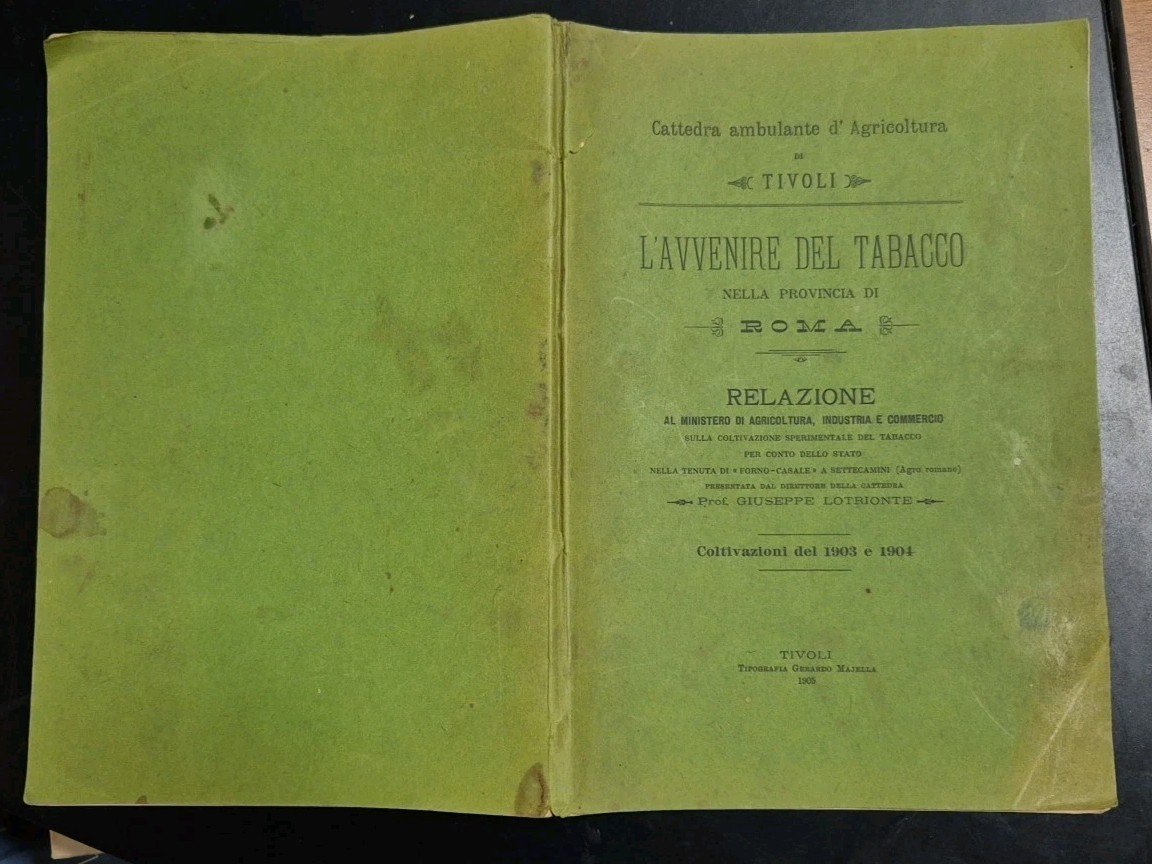 Cattedra ambulante d' Agricoltura
DI
TIVOLI
L'AVVENIRE DEL TABACCO
NELLA PROVINCIA DI
ROMA
RELAZIONE
AL MINISTERO DI AGRICOLTURA, INDUSTRIA E COMMERCIO
SULLA COLTIVAZIONE SPERIMENTALE DEL TABACCO
PER CONTO DELLO STATO
NELLA TENUTA DI « FORNO-CASALE » A SETTECAMINI (Agro romano)
PRESENTATA DAL DIRETTORE DELLA CATTEDRA
Prof. GIUSEPPE LOTRIONTE
Coltivazioni del 1903 e 1904
TIVOLI
TIPOGRAFIA GERARDO MAJELLA
1905